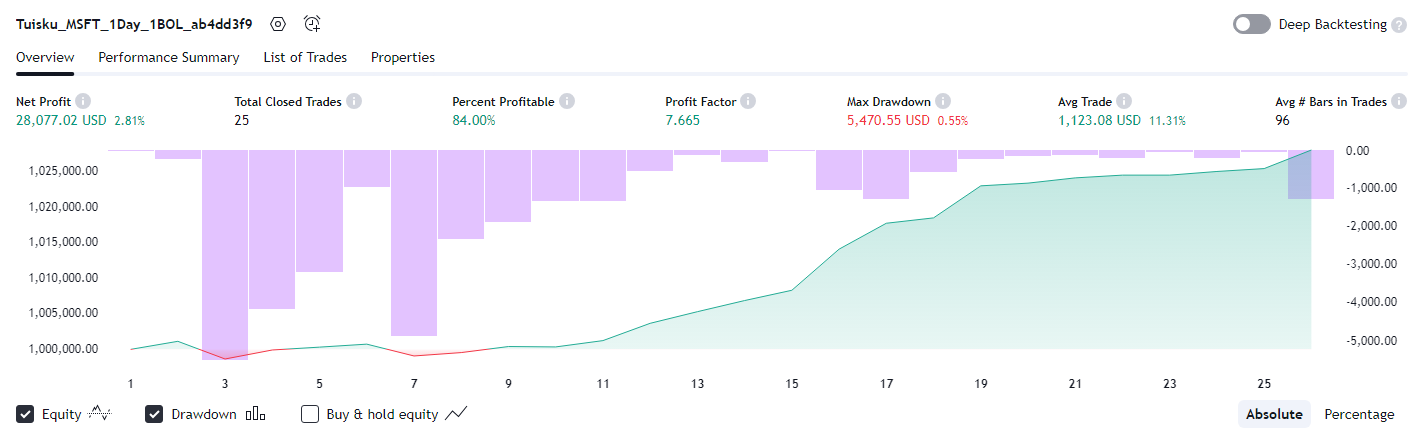 Tuisku_MSFT_1Day_1BOL_ab4dd3f9
Deep Backtesting ?
Overview Performance Summary List of Trades Properties
Net Profit i Total Closed Trades i Percent Profitable i Profit Factor i Max Drawdown i Avg Trade i Avg # Bars in Trades i
28,077.02 USD 2.81% 25 84.00% 7.665 5,470.55 USD 0.55% 1,123.08 USD 11.31% 96
1,025,000.00
1,020,000.00
1,015,000.00
1,010,000.00
1,005,000.00
1,000,000.00
0.00
-1,000.00
-2,000.00
-3,000.00
-4,000.00
-5,000.00
1 3 5 7 9 11 13 15 17 19 21 23 25
Equity Drawdown Buy & hold equity Absolute Percentage